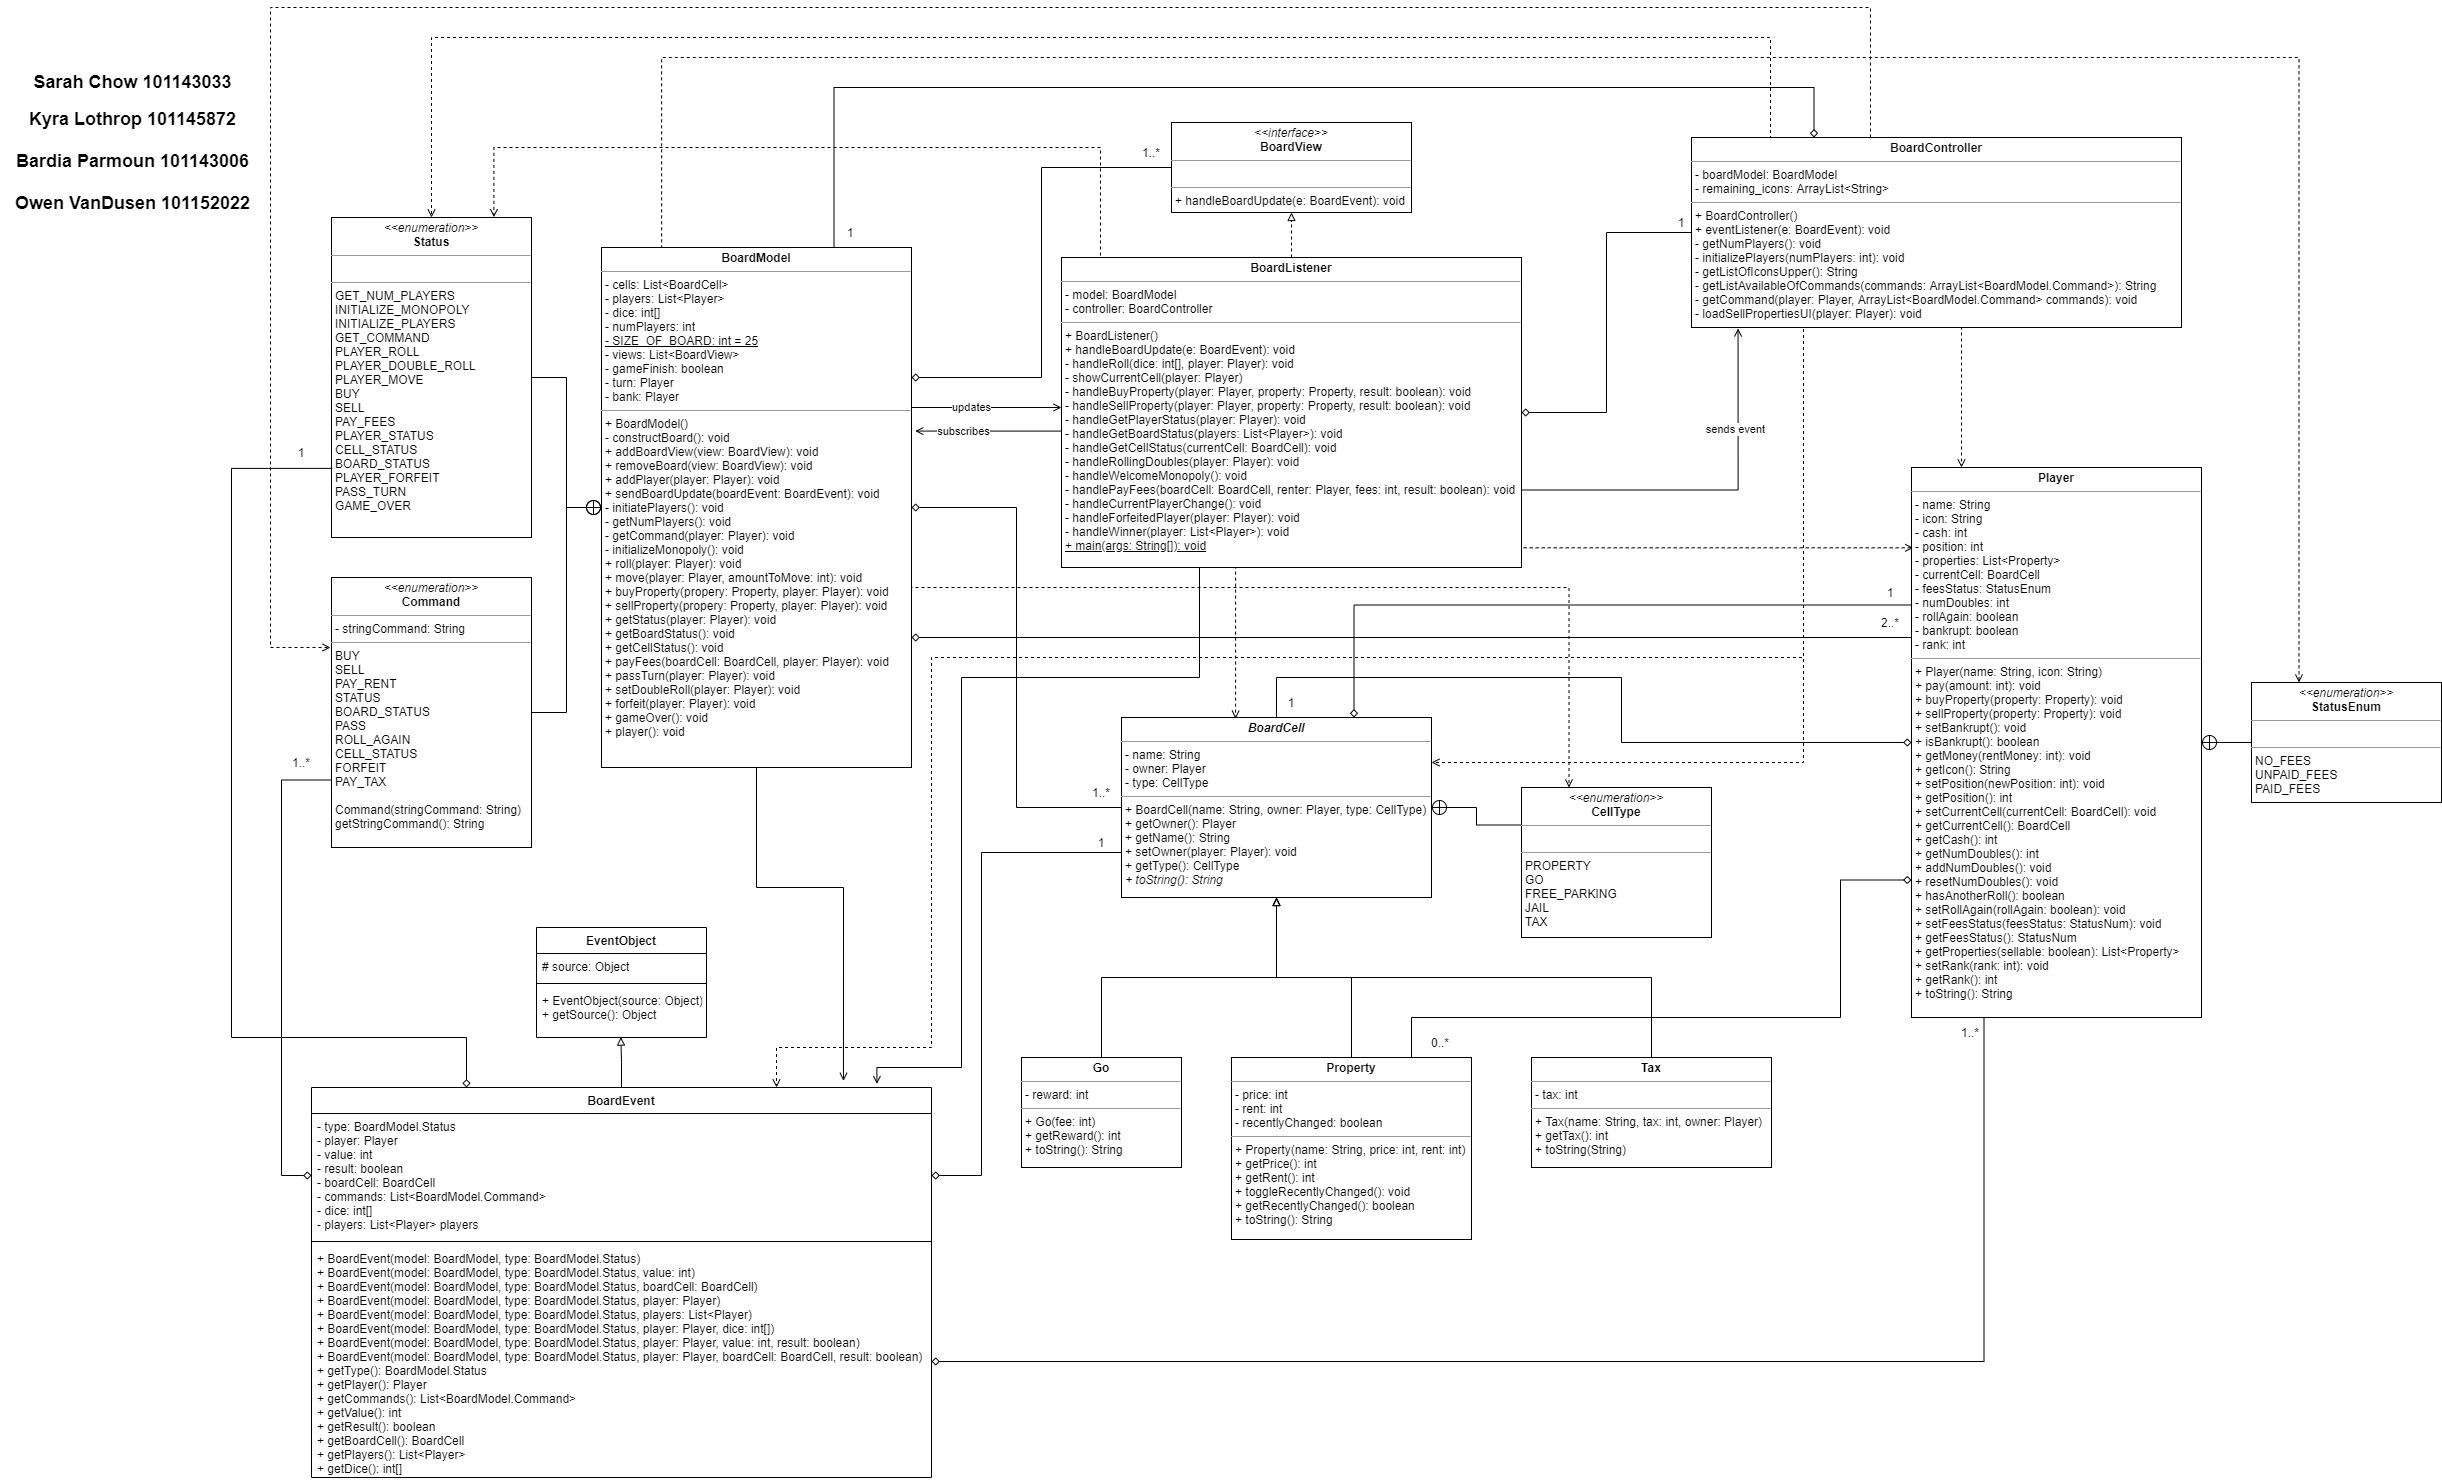 Sarah Chow 101143033
Kyra Lothrop 101145872
Bardia Parmoun 101143006
Owen VanDusen 101152022
<<enumeration>>
Status
GET_NUM_PLAYERS
INITIALIZE_MONOPOLY
INITIALIZE_PLAYERS
GET_COMMAND
PLAYER_ROLL
PLAYER_DOUBLE_ROLL
PLAYER_MOVE
BUY
SELL
PAY_FEES
PLAYER_STATUS
CELL_STATUS
BOARD_STATUS
PLAYER_FORFEIT
PASS_TURN
GAME_OVER
1
<<enumeration>>
Command
- stringCommand: String
BUY
SELL
PAY_RENT
STATUS
BOARD_STATUS
PASS
ROLL_AGAIN
CELL_STATUS
FORFEIT
PAY_TAX
Command(stringCommand: String)
getStringCommand(): String
1..*
1
BoardModel
- cells: List<BoardCell>
- players: List<Player>
- dice: int[]
- numPlayers: int
- SIZE_OF_BOARD: int = 25
- views: List<BoardView>
- gameFinish: boolean
- turn: Player
- bank: Player
+ BoardModel()
- constructBoard(): void
+ addBoardView(view: BoardView): void
+ removeBoard(view: BoardView): void
+ addPlayer(player: Player): void
+ sendBoardUpdate(boardEvent: BoardEvent): void
- initiatePlayers(): void
- getNumPlayers(): void
- getCommand(player: Player): void
- initializeMonopoly(): void
+ roll(player: Player): void
+ move(player: Player, amountToMove: int): void
+ buyProperty(propery: Property, player: Player): void
+ sellProperty(propery: Property, player: Player): void
+ getStatus(player: Player): void
+ getBoardStatus(): void
+ getCellStatus(): void
+ payFees(boardCell: BoardCell, player: Player): void
+ passTurn(player: Player): void
+ setDoubleRoll(player: Player): void
+ forfeit(player: Player): void
+ gameOver(): void
+ player(): void
1..*
<<interface>>
BoardView
+ handleBoardUpdate(e: BoardEvent): void
updates
subscribes
BoardListener
- model: BoardModel
- controller: BoardController
+ BoardListener()
+ handleBoardUpdate(e: BoardEvent): void
- handleRoll(dice: int[], player: Player): void
- showCurrentCell(player: Player)
- handleBuyProperty(player: Player, property: Property, result: boolean): void
- handleSellProperty(player: Player, property: Property, result: boolean): void
- handleGetPlayerStatus(player: Player): void
- handleGetBoardStatus(players: List<Player>): void
- handleGetCellStatus(currentCell: BoardCell): void
- handleRollingDoubles(player: Player): void
- handleWelcomeMonopoly(): void
- handlePayFees(boardCell: BoardCell, renter: Player, fees: int, result: boolean): void
- handleCurrentPlayerChange(): void
- handleForfeitedPlayer(player: Player): void
- handleWinner(player: List<Player>): void
+ main(args: String[]): void
1
sends event
BoardController
- boardModel: BoardModel
- remaining_icons: ArrayList<String>
+ BoardController()
+ eventListener(e: BoardEvent): void
- getNumPlayers(): void
- initializePlayers(numPlayers: int): void
- getListOfIconsUpper(): String
- getListAvailableOfCommands(commands: ArrayList<BoardModel.Command>): String
- getCommand(player: Player, ArrayList<BoardModel.Command> commands): void
- loadSellPropertiesUI(player: Player): void
1
2..*
Player
- name: String
- icon: String
- cash: int
- position: int
- properties: List<Property>
- currentCell: BoardCell
- feesStatus: StatusEnum
- numDoubles: int
- rollAgain: boolean
- bankrupt: boolean
- rank: int
+ Player(name: String, icon: String)
+ pay(amount: int): void
+ buyProperty(property: Property): void
+ sellProperty(property: Property): void
+ setBankrupt(): void
+ isBankrupt(): boolean
+ getMoney(rentMoney: int): void
+ getIcon(): String
+ setPosition(newPosition: int): void
+ getPosition(): int
+ setCurrentCell(currentCell: BoardCell): void
+ getCurrentCell(): BoardCell
+ getCash(): int
+ getNumDoubles(): int
+ addNumDoubles(): void
+ resetNumDoubles(): void
+ hasAnotherRoll(): boolean
+ setRollAgain(rollAgain: boolean): void
+ setFeesStatus(feesStatus: StatusNum): void
+ getFeesStatus(): StatusNum
+ getProperties(sellable: boolean): List<Property>
+ setRank(rank: int): void
+ getRank(): int
+ toString(): String
1..*
<<enumeration>>
StatusEnum
NO_FEES
UNPAID_FEES
PAID_FEES
1
1..*
1
BoardCell
- name: String
- owner: Player
- type: CellType
+ BoardCell(name: String, owner: Player, type: CellType)
+ getOwner(): Player
+ getName(): String
+ setOwner(player: Player): void
+ getType(): CellType
+ toString(): String
<<enumeration>>
CellType
PROPERTY
GO
FREE_PARKING
JAIL
TAX
EventObject
# source: Object
+ EventObject(source: Object)
+ getSource(): Object
Go
- reward: int
+ Go(fee: int)
+ getReward(): int
+ toString(): String
0..*
Property
- price: int
- rent: int
- recentlyChanged: boolean
+ Property(name: String, price: int, rent: int)
+ getPrice(): int
+ getRent(): int
+ toggleRecentlyChanged(): void
+ getRecentlyChanged(): boolean
+ toString(): String
Tax
- tax: int
+ Tax(name: String, tax: int, owner: Player)
+ getTax(): int
+ toString(String)
BoardEvent
- type: BoardModel.Status
- player: Player
- value: int
- result: boolean
- boardCell: BoardCell
- commands: List<BoardModel.Command>
- dice: int[]
- players: List<Player> players
+ BoardEvent(model: BoardModel, type: BoardModel.Status)
+ BoardEvent(model: BoardModel, type: BoardModel.Status, value: int)
+ BoardEvent(model: BoardModel, type: BoardModel.Status, boardCell: BoardCell)
+ BoardEvent(model: BoardModel, type: BoardModel.Status, player: Player)
+ BoardEvent(model: BoardModel, type: BoardModel.Status, players: List<Player)
+ BoardEvent(model: BoardModel, type: BoardModel.Status, player: Player, dice: int[])
+ BoardEvent(model: BoardModel, type: BoardModel.Status, player: Player, value: int, result: boolean)
+ BoardEvent(model: BoardModel, type: BoardModel.Status, player: Player, boardCell: BoardCell, result: boolean)
+ getType(): BoardModel.Status
+ getPlayer(): Player
+ getCommands(): List<BoardModel.Command>
+ getValue(): int
+ getResult(): boolean
+ getBoardCell(): BoardCell
+ getPlayers(): List<Player>
+ getDice(): int[]